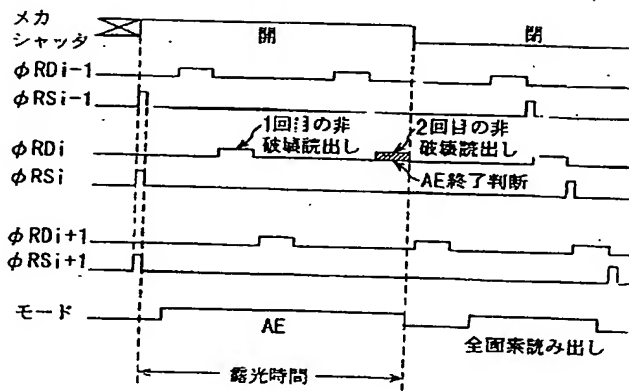 メカ
シャッタ
開
閉
φRDi-1
φRSi-1
1回目の非
破壊読出し
2回目の非
破壊読出し
φRDi
AE終了判断
φRSi
φRDi+1
φRSi+1
モード
AE
全画素読み出し
露光時間